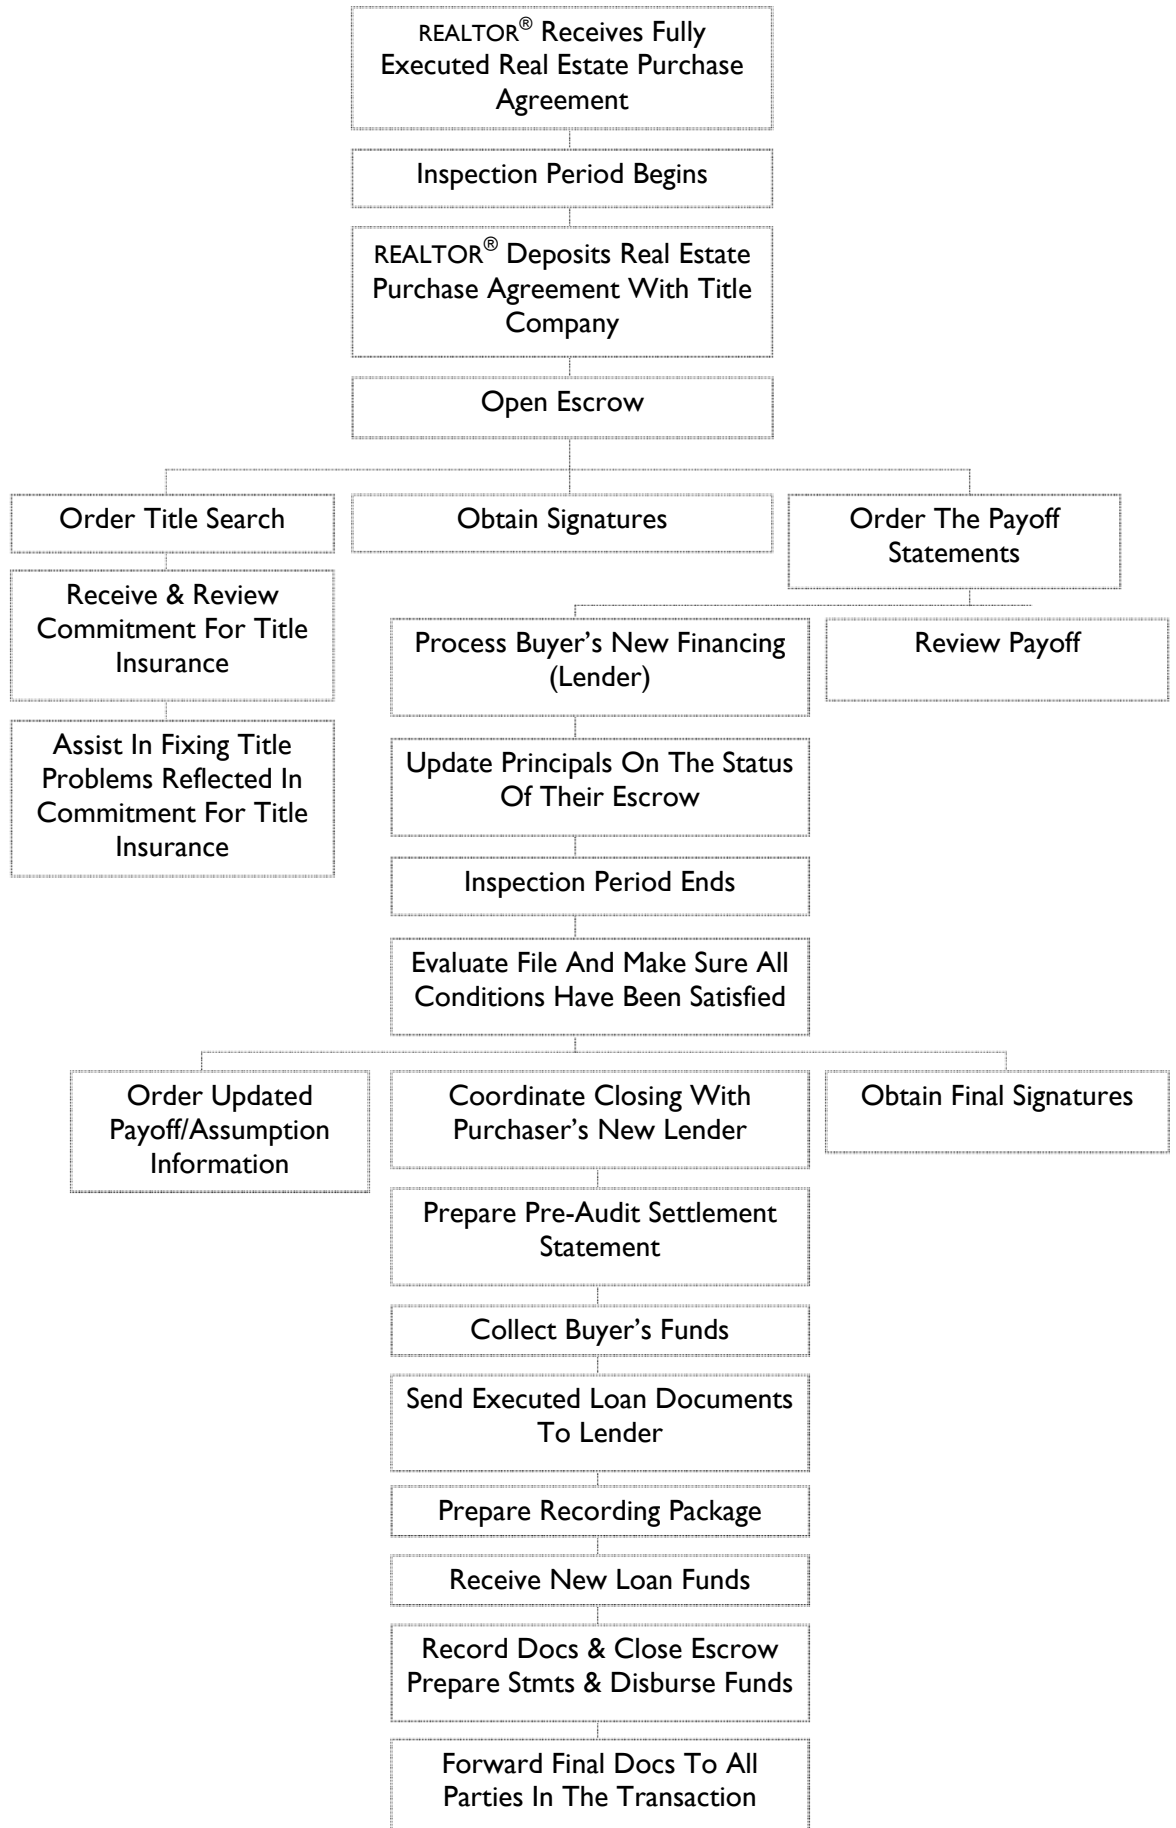 REALTOR® Receives Fully
Executed Real Estate Purchase
Agreement
Inspection Period Begins
REALTOR® Deposits Real Estate
Purchase Agreement With Title
Company
Open Escrow
Order Title Search
Obtain Signatures
Order The Payoff
Statements
Receive & Review
Commitment For Title
Insurance
Process Buyer’s New Financing
(Lender)
Review Payoff
Assist In Fixing Title
Problems Reflected In
Commitment For Title
Insurance
Update Principals On The Status
Of Their Escrow
Inspection Period Ends
Evaluate File And Make Sure All
Conditions Have Been Satisfied
Order Updated
Payoff/Assumption
Information
Coordinate Closing With
Purchaser’s New Lender
Obtain Final Signatures
Prepare Pre-Audit Settlement
Statement
Collect Buyer’s Funds
Send Executed Loan Documents
To Lender
Prepare Recording Package
Receive New Loan Funds
Record Docs & Close Escrow
Prepare Stmts & Disburse Funds
Forward Final Docs To All
Parties In The Transaction